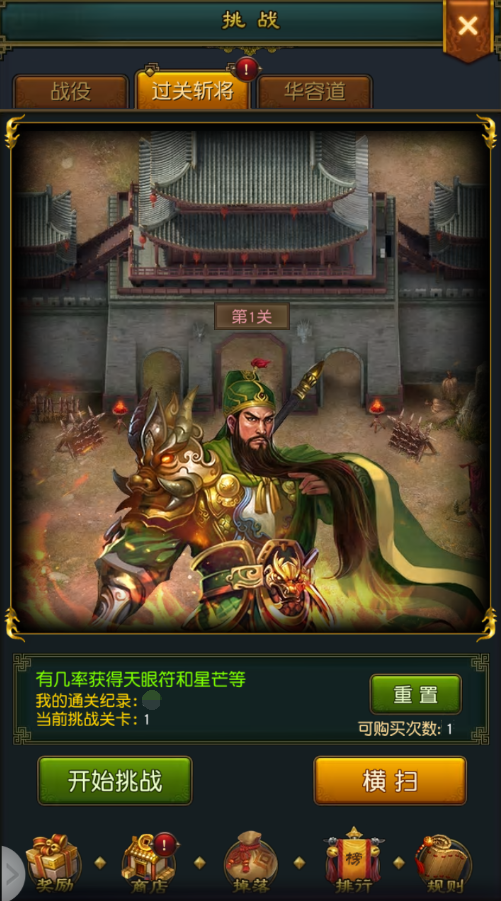 挑战
战役
过关斩将
华容道
第1关
有几率获得天眼符和星芒等
我的通关纪录:
当前挑战关卡: 1
重置
可购买次数: 1
开始挑战
横扫
榜
奖励
商店
掉落
排行
规则